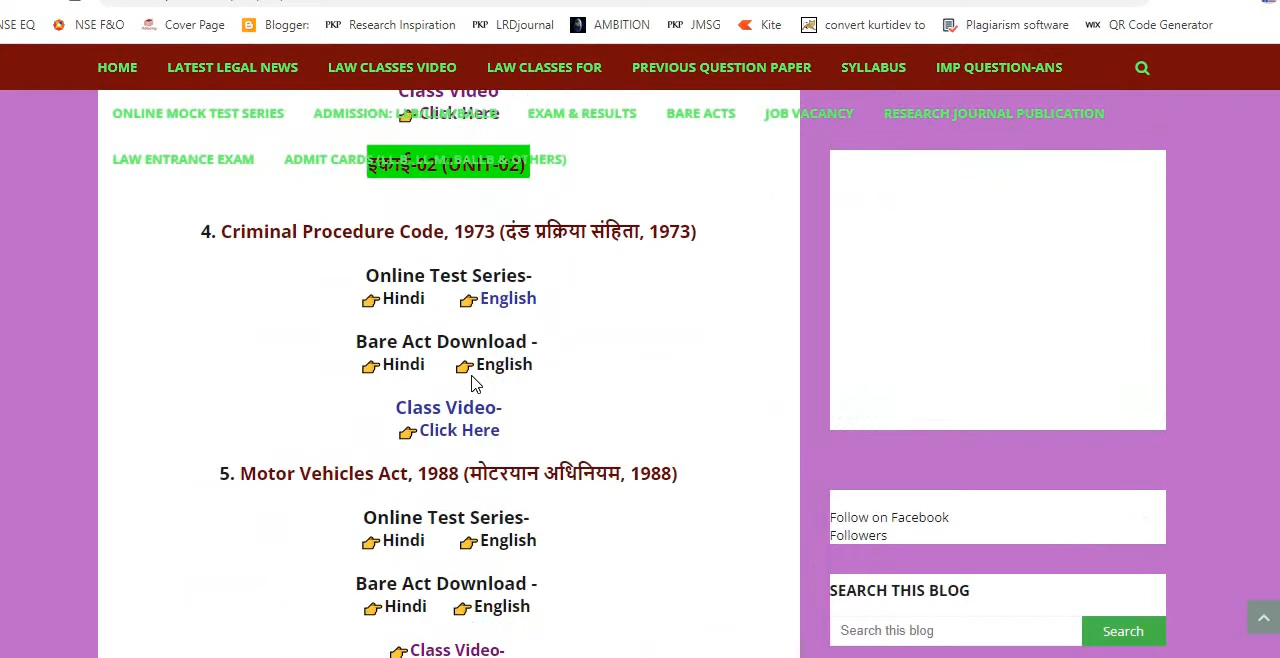 NSE EQ NSE F&O Cover Page Blogger: PKP Research Inspiration PKP LRDjournal AMBITION PKP JMSG Kite convert kurtidev to Plagiarism software WIX QR Code Generator
HOME LATEST LEGAL NEWS LAW CLASSES VIDEO LAW CLASSES FOR PREVIOUS QUESTION PAPER SYLLABUS IMP QUESTION-ANS
Class Video
ONLINE MOCK TEST SERIES ADMISSION: EXAM & RESULTS BARE ACTS JOB VACANCY RESEARCH JOURNAL PUBLICATION
Click Here
LAW ENTRANCE EXAM ADMIT CARDS
इकाई-02 (UNIT-02)
4. Criminal Procedure Code, 1973 (दंड प्रक्रिया संहिता, 1973)
Online Test Series-
Hindi English
Bare Act Download -
Hindi English
Class Video-
Click Here
5. Motor Vehicles Act, 1988 (मोटरयान अधिनियम, 1988)
Online Test Series-
Hindi English
Bare Act Download -
Hindi English
Class Video-
Follow on Facebook
Followers
SEARCH THIS BLOG
Search this blog Search